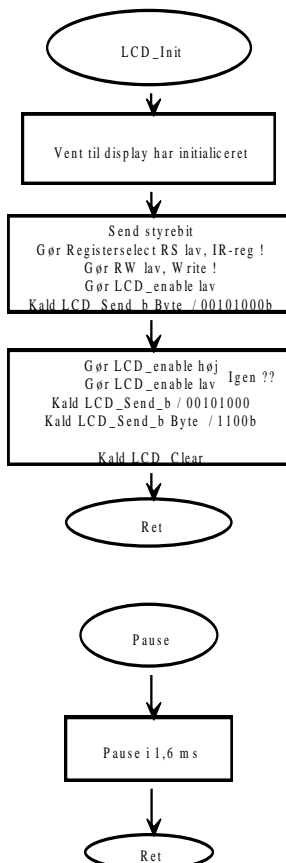 LCD_Init
Vent til display har initialiceret
Send styrebit
Gør Registerselect RS lav, IR-reg !
Gør RW lav, Write !
Gør LCD_enable lav
Kald LCD_Send_b Byte / 00101000b
Gør LCD_enable høj
Igen ??
Gør LCD_enable lav
Kald LCD_Send_b / 00101000
Kald LCD_Send_b Byte / 1100b
Kald LCD_Clear
Ret
Pause
Pause i 1,6 ms
Ret